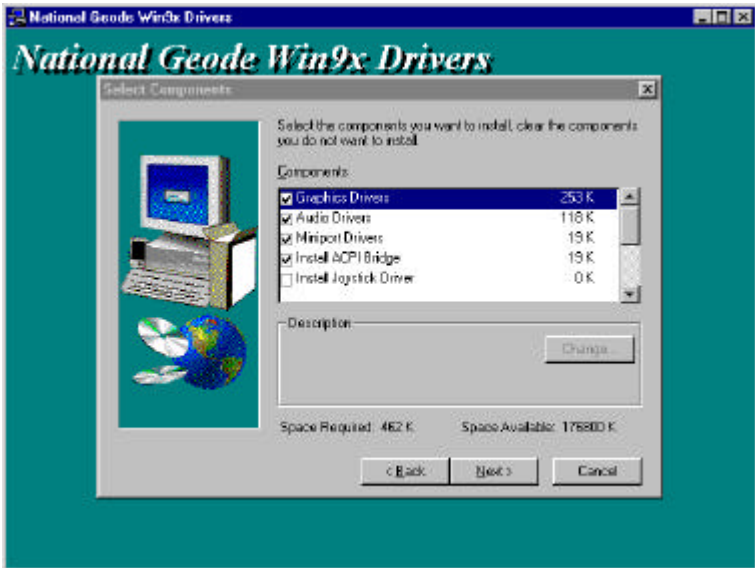 National Geode Win9x Drivers
National Geode Win9x Drivers
Select Components
Select the components you want to install, clear the components
you do not want to install.
Components
Graphics Drivers 253 K
Audio Drivers 118 K
Miniport Drivers 19 K
Install ACPI Bridge 19 K
Install Joystick Driver 0 K
Description
Change...
Space Required: 462 K
Space Available: 176800 K
< Back
Next >
Cancel